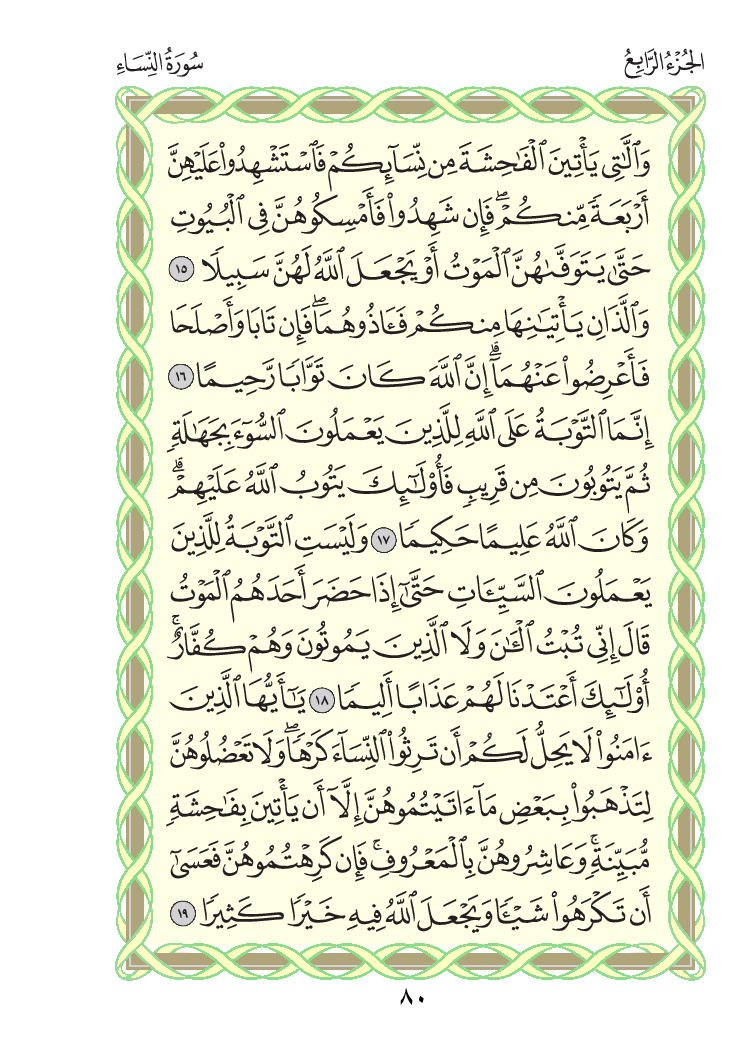 الجُزْءُ الرَّابِعُ
سُورَةُ النِّسَاءِ
وَٱلَّٰتِي يَأۡتِينَ ٱلۡفَٰحِشَةَ مِن نِّسَآئِكُمۡ فَٱسۡتَشۡهِدُواْ عَلَيۡهِنَّ
أَرۡبَعَةٗ مِّنكُمۡۖ فَإِن شَهِدُواْ فَأَمۡسِكُوهُنَّ فِي ٱلۡبُيُوتِ
حَتَّىٰ يَتَوَفَّىٰهُنَّ ٱلۡمَوۡتُ أَوۡ يَجۡعَلَ ٱللَّهُ لَهُنَّ سَبِيلٗا ١٥
وَٱلَّذَانِ يَأۡتِيَٰنِهَا مِنكُمۡ فَـَٔاذُوهُمَاۖ فَإِن تَابَا وَأَصۡلَحَا
فَأَعۡرِضُواْ عَنۡهُمَآۗ إِنَّ ٱللَّهَ كَانَ تَوَّابٗا رَّحِيمًا ١٦
إِنَّمَا ٱلتَّوۡبَةُ عَلَى ٱللَّهِ لِلَّذِينَ يَعۡمَلُونَ ٱلسُّوٓءَ بِجَهَٰلَةٖ
ثُمَّ يَتُوبُونَ مِن قَرِيبٖ فَأُوْلَٰٓئِكَ يَتُوبُ ٱللَّهُ عَلَيۡهِمۡۗ
وَكَانَ ٱللَّهُ عَلِيمًا حَكِيمٗا ١٧ وَلَيۡسَتِ ٱلتَّوۡبَةُ لِلَّذِينَ
يَعۡمَلُونَ ٱلسَّيِّـَٔاتِ حَتَّىٰٓ إِذَا حَضَرَ أَحَدَهُمُ ٱلۡمَوۡتُ
قَالَ إِنِّي تُبۡتُ ٱلۡـَٰٔنَ وَلَا ٱلَّذِينَ يَمُوتُونَ وَهُمۡ كُفَّارٌۚ
أُوْلَٰٓئِكَ أَعۡتَدۡنَا لَهُمۡ عَذَابًا أَلِيمٗا ١٨ يَٰٓأَيُّهَا ٱلَّذِينَ
ءَامَنُواْ لَا يَحِلُّ لَكُمۡ أَن تَرِثُواْ ٱلنِّسَآءَ كَرۡهٗاۖ وَلَا تَعۡضُلُوهُنَّ
لِتَذۡهَبُواْ بِبَعۡضِ مَآ ءَاتَيۡتُمُوهُنَّ إِلَّآ أَن يَأۡتِينَ بِفَٰحِشَةٖ
مُّبَيِّنَةٖۚ وَعَاشِرُوهُنَّ بِٱلۡمَعۡرُوفِۚ فَإِن كَرِهۡتُمُوهُنَّ فَعَسَىٰٓ
أَن تَكۡرَهُواْ شَيۡـٔٗا وَيَجۡعَلَ ٱللَّهُ فِيهِ خَيۡرٗا كَثِيرٗا ١٩
٨٠